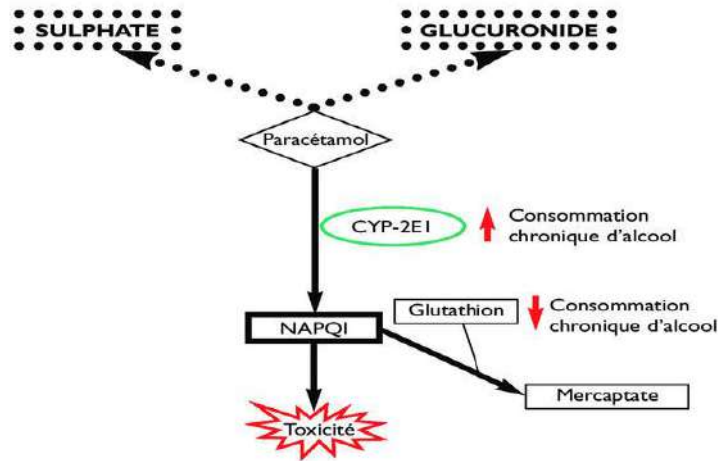 SULPHATE
GLUCURONIDE
Paracétamol
CYP-2E1
Consommation
chronique d'alcool
Glutathion
Consommation
chronique d'alcool
NAPQI
Mercaptate
Toxicité